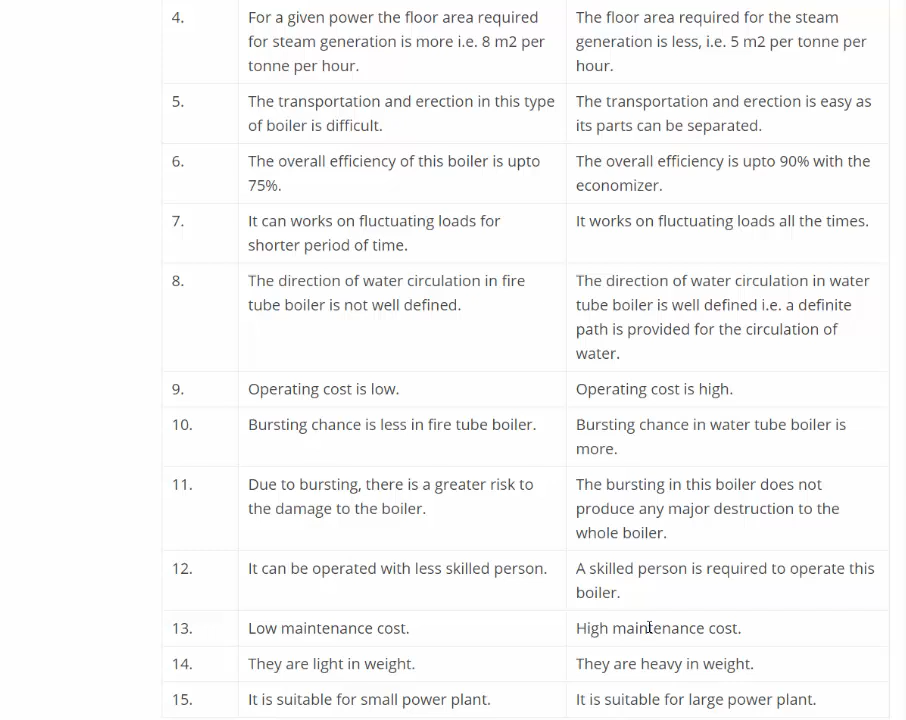 4. For a given power the floor area required The floor area required for the steam
for steam generation is more i.e. 8 m2 per generation is less, i.e. 5 m2 per tonne per
tonne per hour. hour.
5. The transportation and erection in this type The transportation and erection is easy as
of boiler is difficult. its parts can be separated.
6. The overall efficiency of this boiler is upto The overall efficiency is upto 90% with the
75%. economizer.
7. It can works on fluctuating loads for It works on fluctuating loads all the times.
shorter period of time.
8. The direction of water circulation in fire The direction of water circulation in water
tube boiler is not well defined. tube boiler is well defined i.e. a definite
path is provided for the circulation of
water.
9. Operating cost is low. Operating cost is high.
10. Bursting chance is less in fire tube boiler. Bursting chance in water tube boiler is
more.
11. Due to bursting, there is a greater risk to The bursting in this boiler does not
the damage to the boiler. produce any major destruction to the
whole boiler.
12. It can be operated with less skilled person. A skilled person is required to operate this
boiler.
13. Low maintenance cost. High maintenance cost.
14. They are light in weight. They are heavy in weight.
15. It is suitable for small power plant. It is suitable for large power plant.